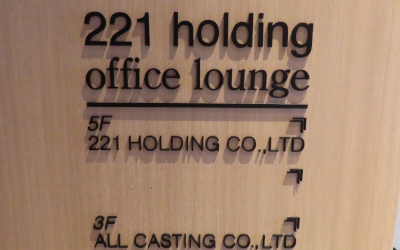 221 holding
office lounge
5F
221 HOLDING CO.,LTD
3F
ALL CASTING CO.,LTD